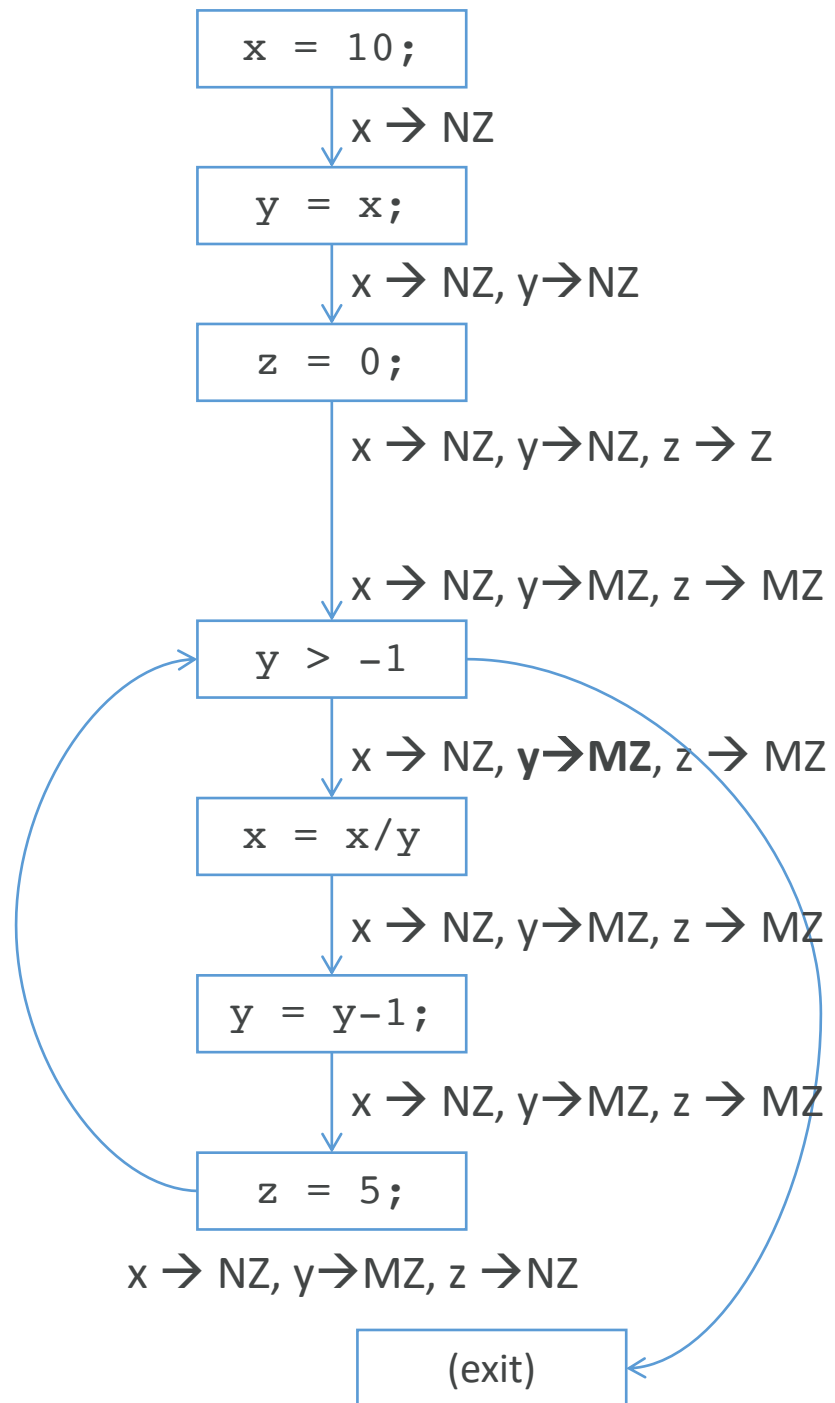 x = 10;
x → NZ
y = x;
x → NZ, y→NZ
z = 0;
x → NZ, y→NZ, z → Z
x → NZ, y→MZ, z → MZ
y > -1
x → NZ, y→MZ, z → MZ
x = x/y
x → NZ, y→MZ, z → MZ
y = y-1;
x → NZ, y→MZ, z → MZ
z = 5;
x → NZ, y→MZ, z →NZ
(exit)